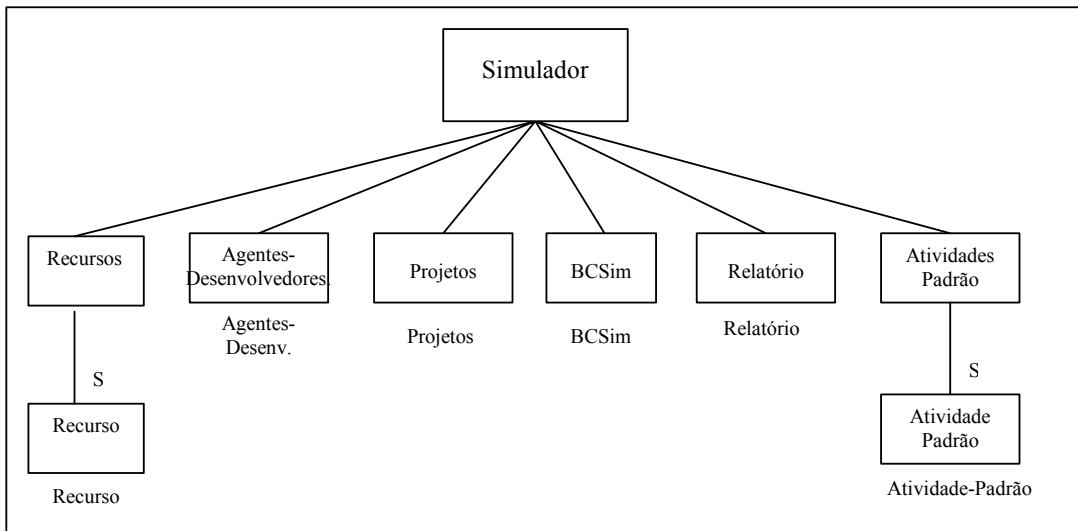 Simulador
Recursos
Agentes-
Desenvolvedores.
Projetos
BCSim
Relatório
Atividades
Padrão
Agentes-
Desenv.
Projetos
BCSim
Relatório
S
S
Recurso
Atividade
Padrão
Recurso
Atividade-Padrão